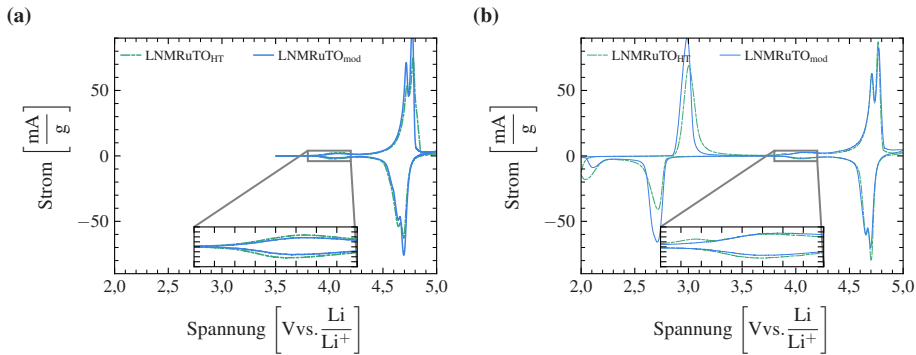 (a)
LNMRuTO_HT
LNMRuTO_mod
50
0
−50
Strom [mA/g]
2,0 2,5 3,0 3,5 4,0 4,5 5,0
Spannung [Vvs. Li/Li⁺]
(b)
LNMRuTO_HT
LNMRuTO_mod
50
0
−50
Strom [mA/g]
2,0 2,5 3,0 3,5 4,0 4,5 5,0
Spannung [Vvs. Li/Li⁺]